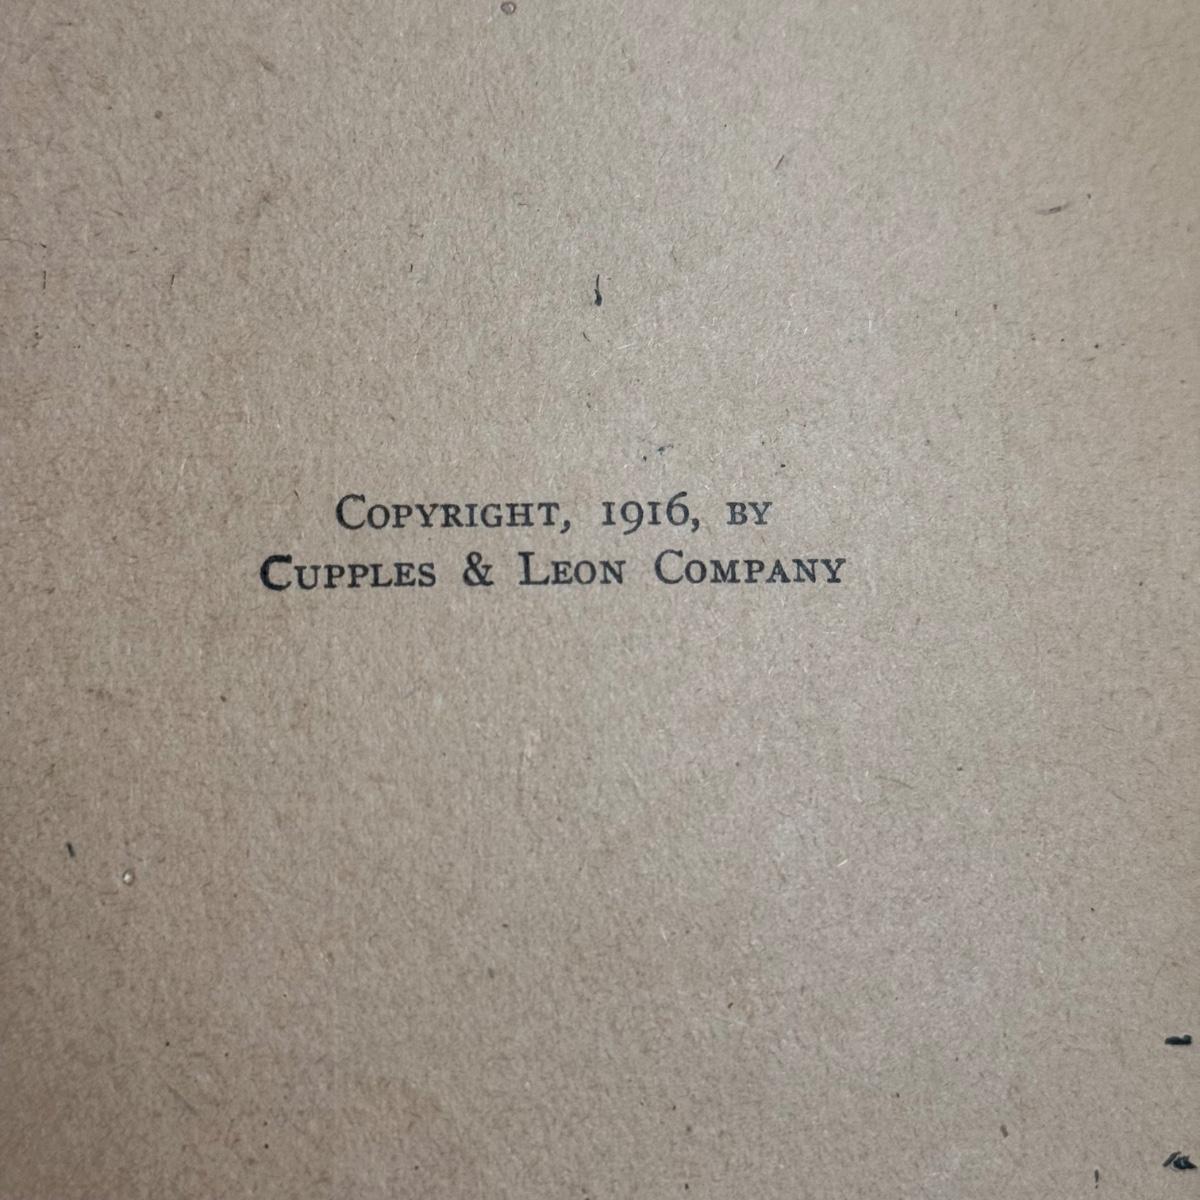 Copyright, 1916, by
Cupples & Leon Company